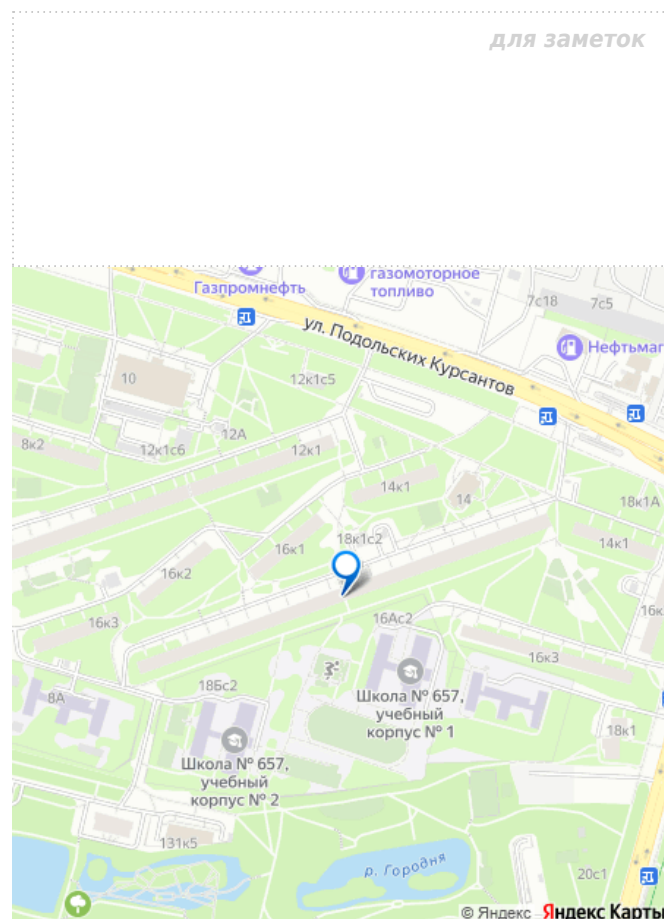 для заметок
газомоторное
топливо
Газпромнефть
7с18
7с5
ул. Подольских Курсантов
Нефтьмаг
10
12к1с5
12А
8к2
12к1с6
12к1
14к1
14
18к1А
18к1с2
16к1
14к1
16к2
16Ас2
16к
16к3
16к3
18Бс2
8А
Школа № 657,
учебный
корпус № 1
18к1
Школа № 657,
учебный
корпус № 2
131к5
р. Городня
20с1
© Яндекс Яндекс Карты